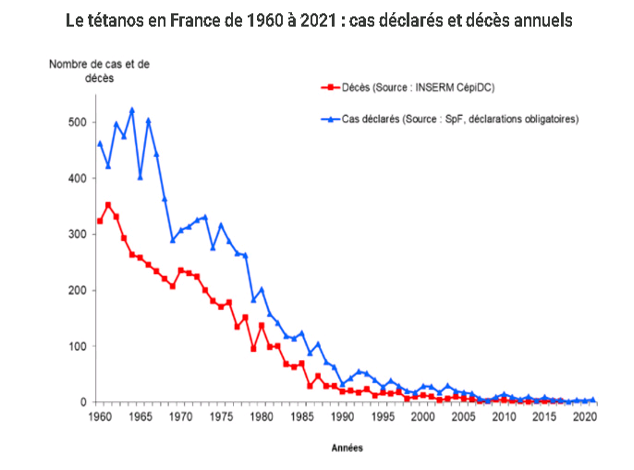 Le tétanos en France de 1960 à 2021 : cas déclarés et décès annuels
Nombre de cas et de
décès
Décès (Source : INSERM CépiDC)
Cas déclarés (Source : SpF, déclarations obligatoires)
500
400
300
200
100
0
1960 1965 1970 1975 1980 1985 1990 1995 2000 2005 2010 2015 2021
Années